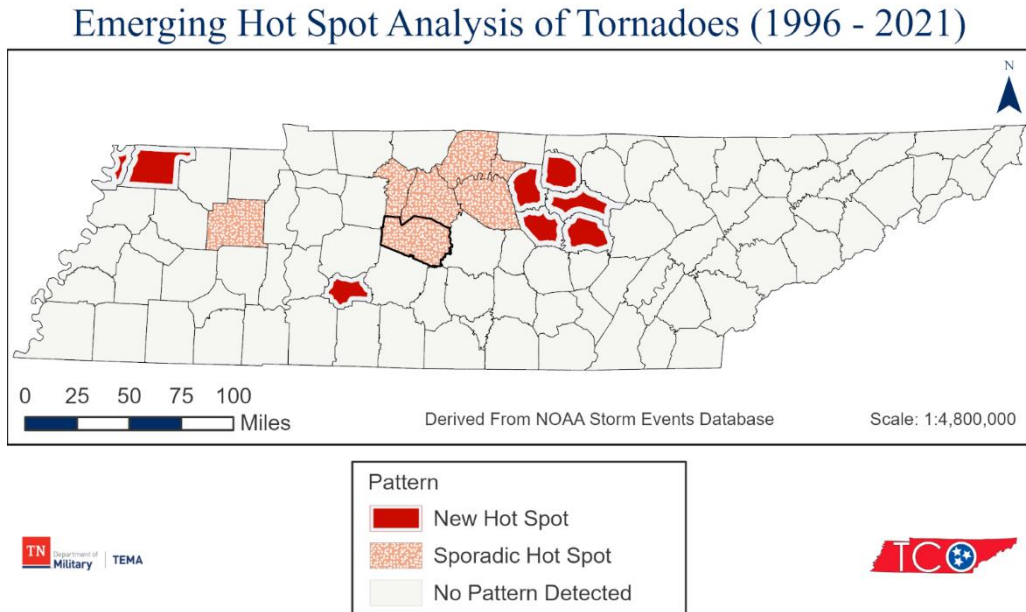 Emerging Hot Spot Analysis of Tornadoes (1996 - 2021)
N
0 25 50 75 100
Miles
Derived From NOAA Storm Events Database
Scale: 1:4,800,000
Pattern
New Hot Spot
Sporadic Hot Spot
No Pattern Detected
TN
Department of
Military
TEMA
TCO